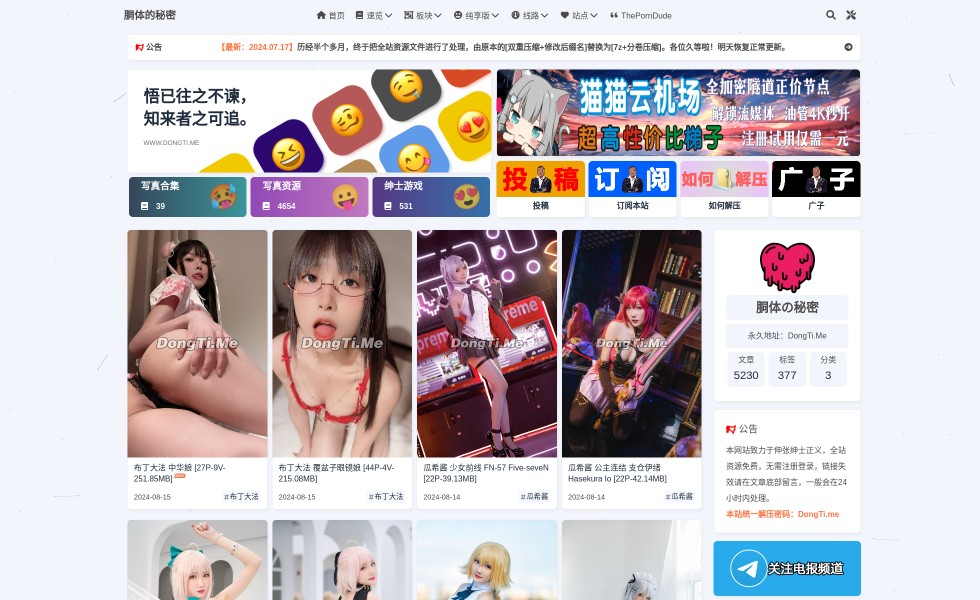 胴体的秘密
首页 速览 板块 纯享版 线路 站点 ThePornDude
公告
【最新：2024.07.17】历经半个多月，终于把全站资源文件进行了处理，由原本的[双重压缩+修改后缀名]替换为[7z+分卷压缩]。各位久等啦！明天恢复正常更新。
悟已往之不谏，
知来者之可追。
WWW.DONGTI.ME
猫猫云机场
全加密隧道正价节点
解锁流媒体 油管4K秒开
超高性价比梯子
注册试用仅需一元
写真合集
39
写真资源
4654
绅士游戏
531
投稿
订阅
如何解压
广子
投稿
订阅本站
如何解压
广子
DongTi.Me
DongTi.Me
DongTi.Me
DongTi.Me
布丁大法 中华娘 [27P-9V-
251.85MB]
2024-08-15
#布丁大法
布丁大法 覆盆子眼镜娘 [44P-4V-
215.08MB]
2024-08-15
#布丁大法
瓜希酱 少女前线 FN-57 Five-seveN
[22P-39.13MB]
2024-08-14
#瓜希酱
瓜希酱 公主连结 支仓伊绪
Hasekura Io [22P-42.14MB]
2024-08-14
#瓜希酱
胴体の秘密
永久地址：DongTi.Me
文章 标签 分类
5230 377 3
公告
本网站致力于伸张绅士正义，全站
资源免费，无需注册登录，链接失
效请在文章底部留言，一般会在24
小时内处理。
本站统一解压密码：DongTi.me
关注电报频道